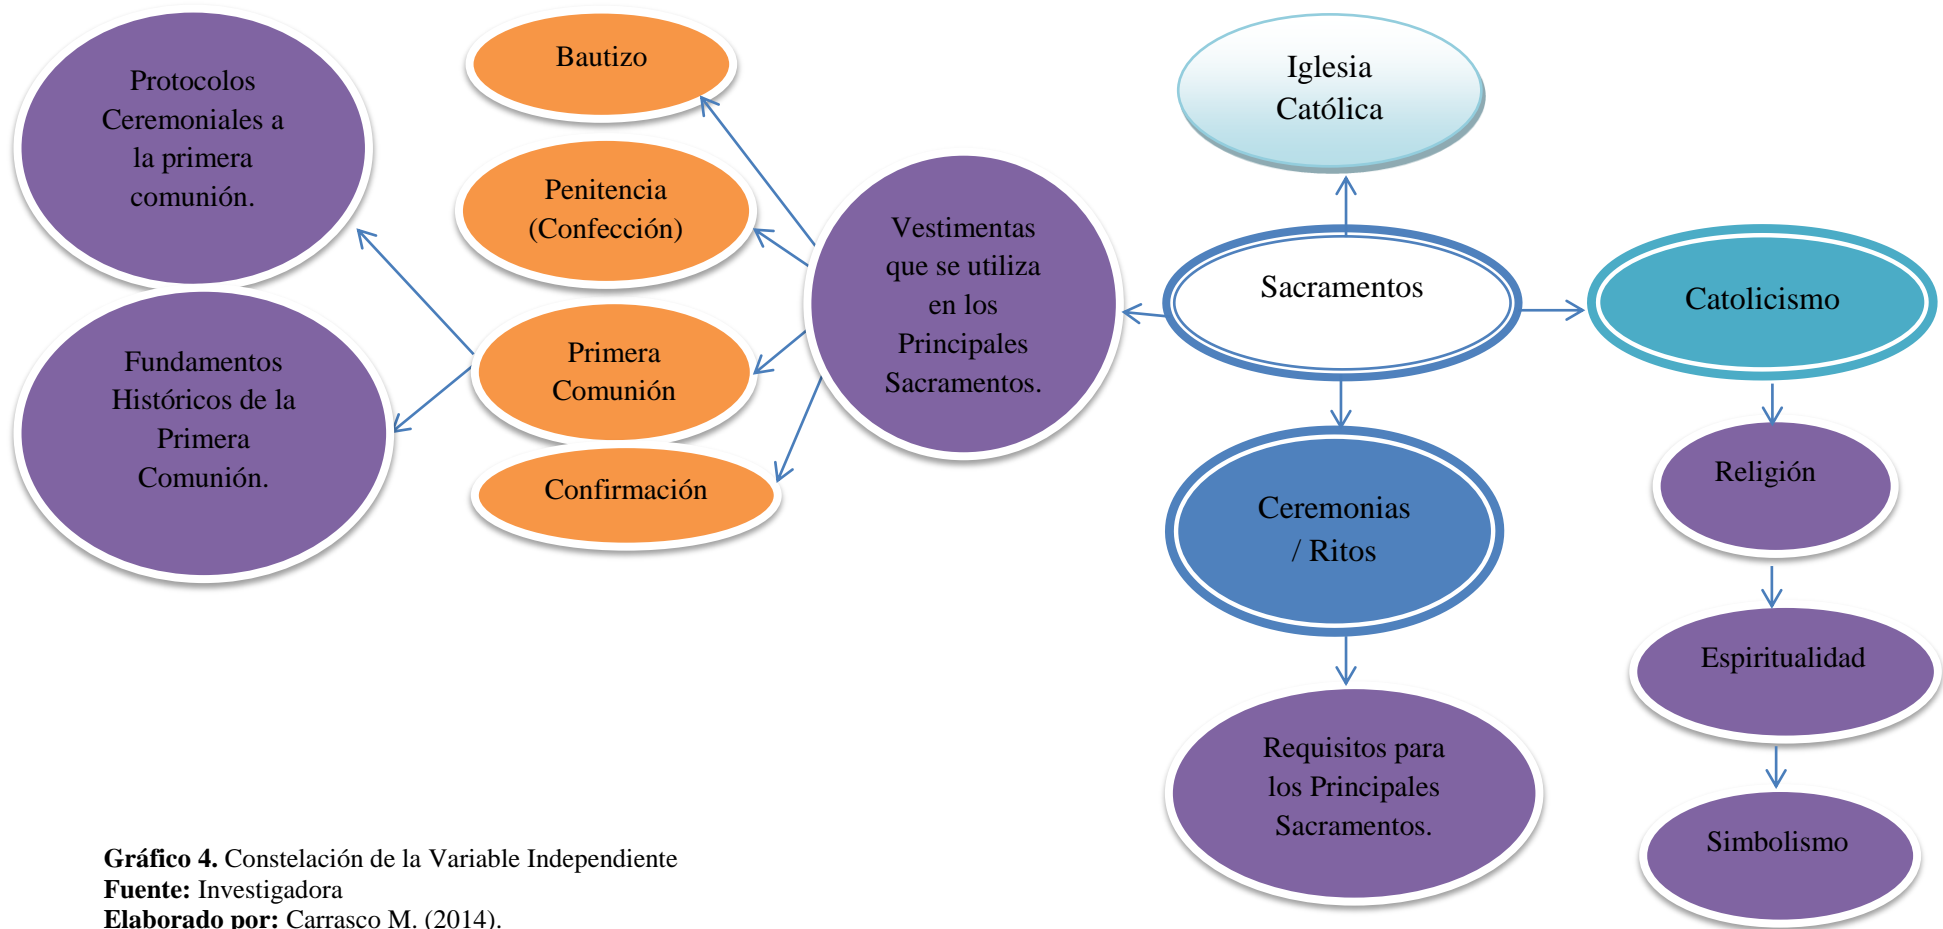 Protocolos
Ceremoniales a
la primera
comunión.
Fundamentos
Históricos de la
Primera
Comunión.
Bautizo
Penitencia
(Confección)
Primera
Comunión
Confirmación
Vestimentas
que se utiliza
en los
Principales
Sacramentos.
Iglesia
Católica
Sacramentos
Ceremonias
/ Ritos
Requisitos para
los Principales
Sacramentos.
Catolicismo
Religión
Espiritualidad
Simbolismo
Gráfico 4. Constelación de la Variable Independiente
Fuente: Investigadora
Elaborado por: Carrasco M. (2014).